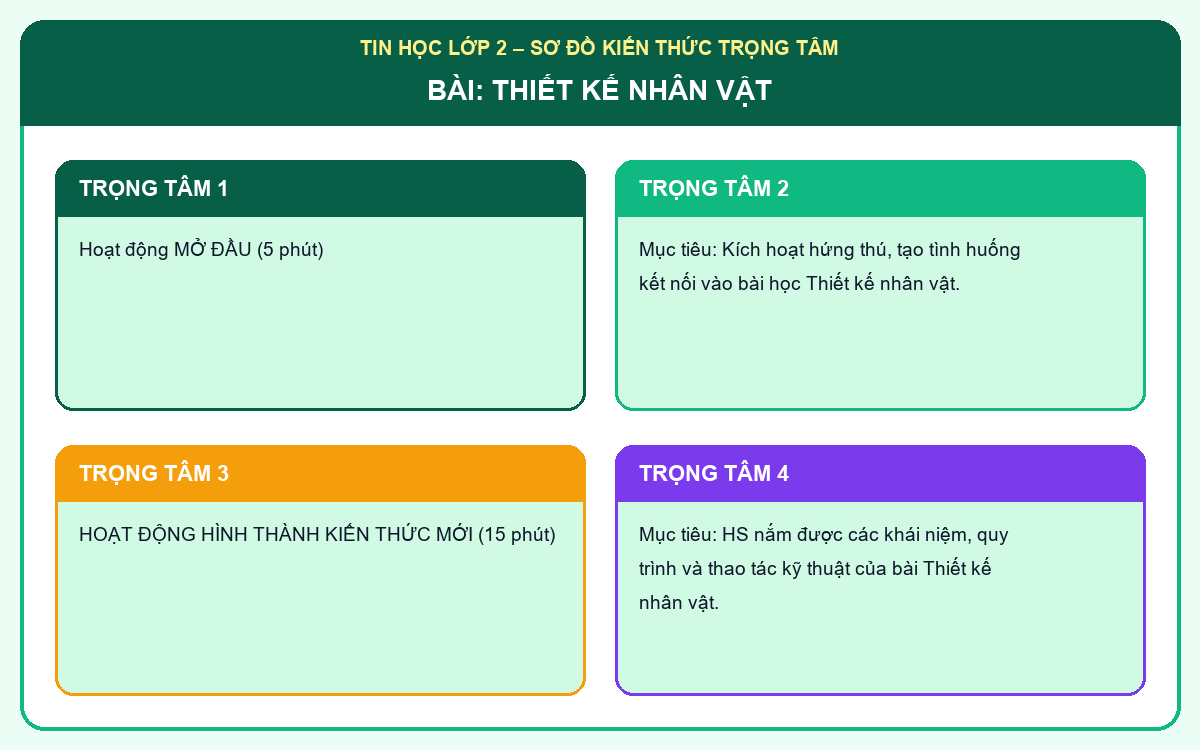 TIN HỌC LỚP 2 – SƠ ĐỒ KIẾN THỨC TRỌNG TÂM
BÀI: THIẾT KẾ NHÂN VẬT
TRỌNG TÂM 1
Hoạt động MỞ ĐẦU (5 phút)
TRỌNG TÂM 2
Mục tiêu: Kích hoạt hứng thú, tạo tình huống
kết nối vào bài học Thiết kế nhân vật.
TRỌNG TÂM 3
HOẠT ĐỘNG HÌNH THÀNH KIẾN THỨC MỚI (15 phút)
TRỌNG TÂM 4
Mục tiêu: HS nắm được các khái niệm, quy
trình và thao tác kỹ thuật của bài Thiết kế
nhân vật.